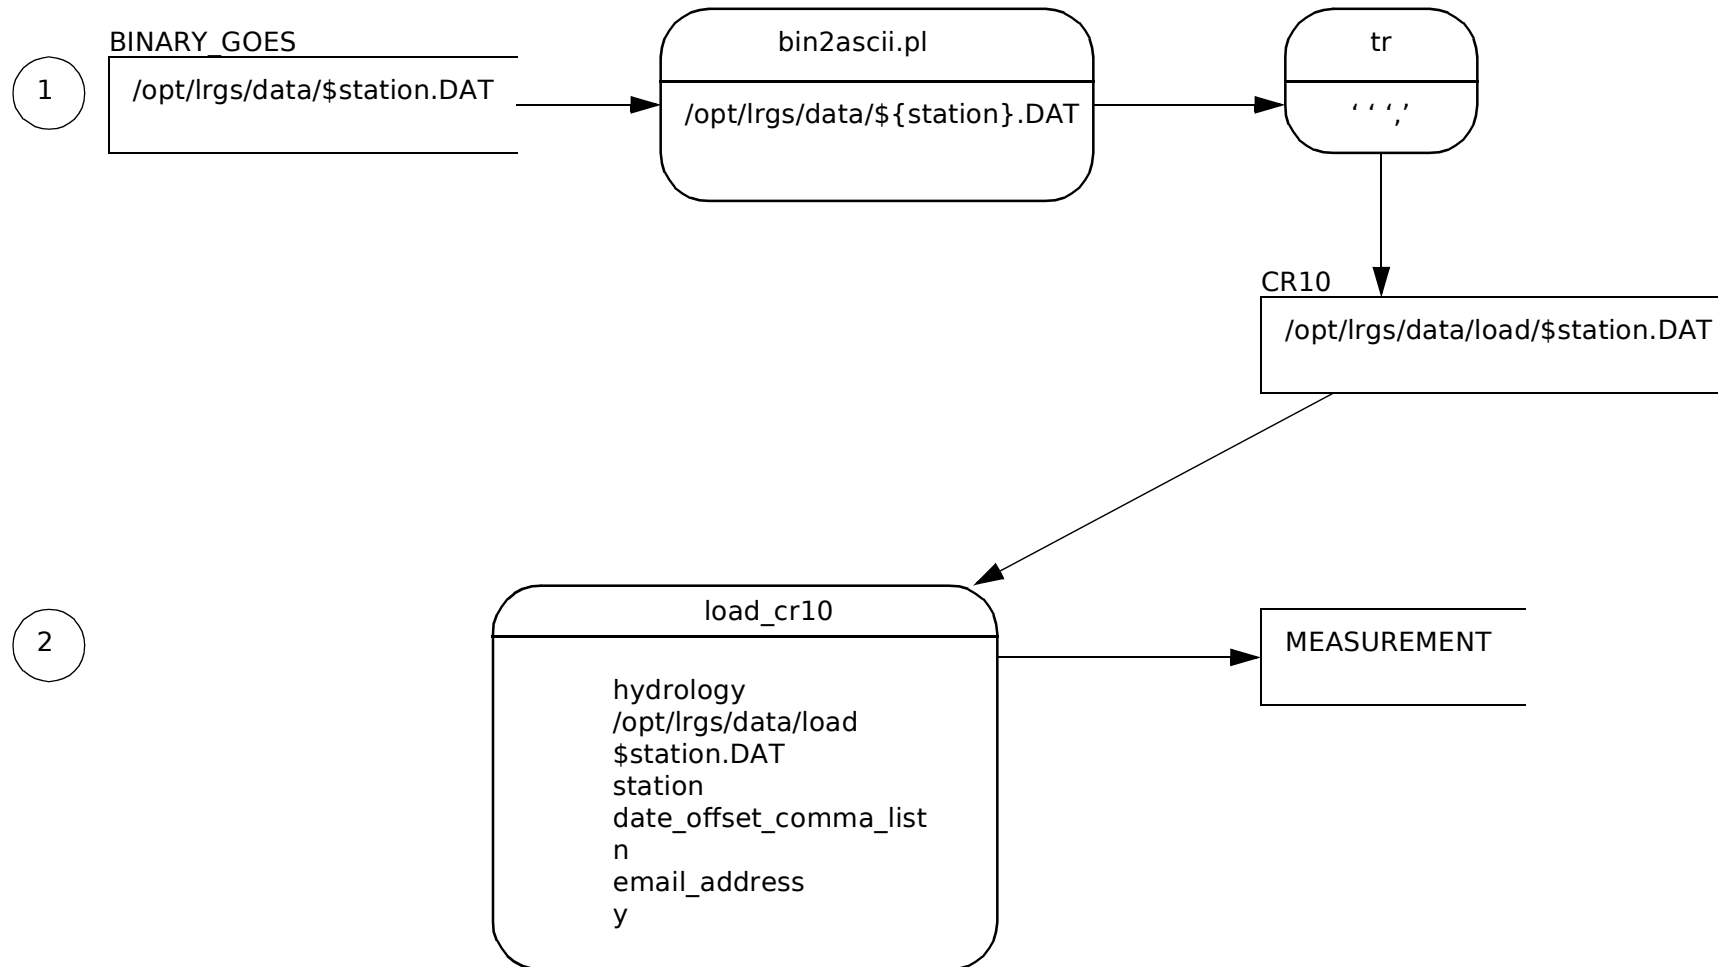 BINARY_GOES
1
/opt/lrgs/data/$station.DAT
bin2ascii.pl
/opt/lrgs/data/${station}.DAT
tr
‘ ‘ ‘,’
CR10
/opt/lrgs/data/load/$station.DAT
2
load_cr10
hydrology
/opt/lrgs/data/load
$station.DAT
station
date_offset_comma_list
n
email_address
y
MEASUREMENT